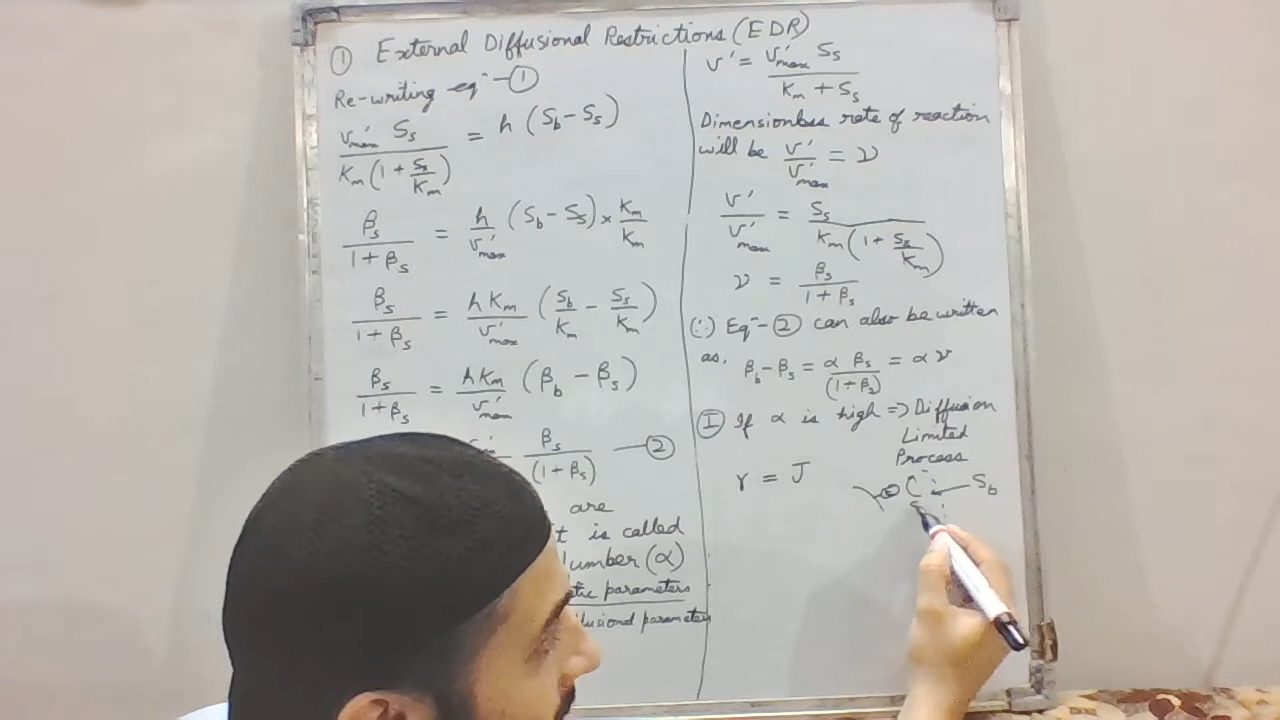 ① External Diffusional Restrictions (EDR)
Re-writing eqⁿ-①
v'max Ss / Km (1 + Ss/Km) = h (Sb - Ss)
βs / 1 + βs = h / v'max (Sb - Ss) × Km / Km
βs / 1 + βs = h Km / v'max (Sb/Km - Ss/Km)
βs / 1 + βs = h Km / v'max (βb - βs)
βs / (1 + βs) — ②
are
it is called
Number (α)
etic parameters
usional parameters
v' = v'max Ss / Km + Ss
Dimensionless rate of reaction
will be v' / v'max = ν
v' / v'max = Ss / Km (1 + Ss/Km)
ν = βs / 1 + βs
(∴) Eqⁿ-② can also be written
as. βb - βs = α βs / (1 + βs) = α ν
Ⓘ If α is high => Diffusion
Limited
Process
r = J
E C Sb
S